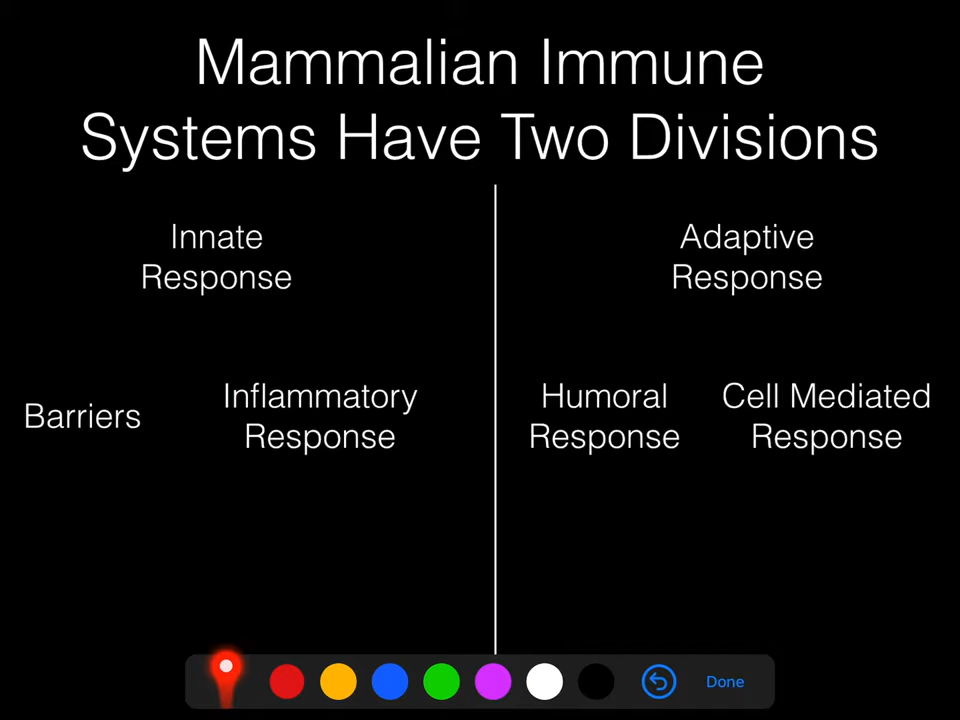 Mammalian Immune
Systems Have Two Divisions
Innate
Response
Adaptive
Response
Barriers
Inflammatory
Response
Humoral
Response
Cell Mediated
Response
Done